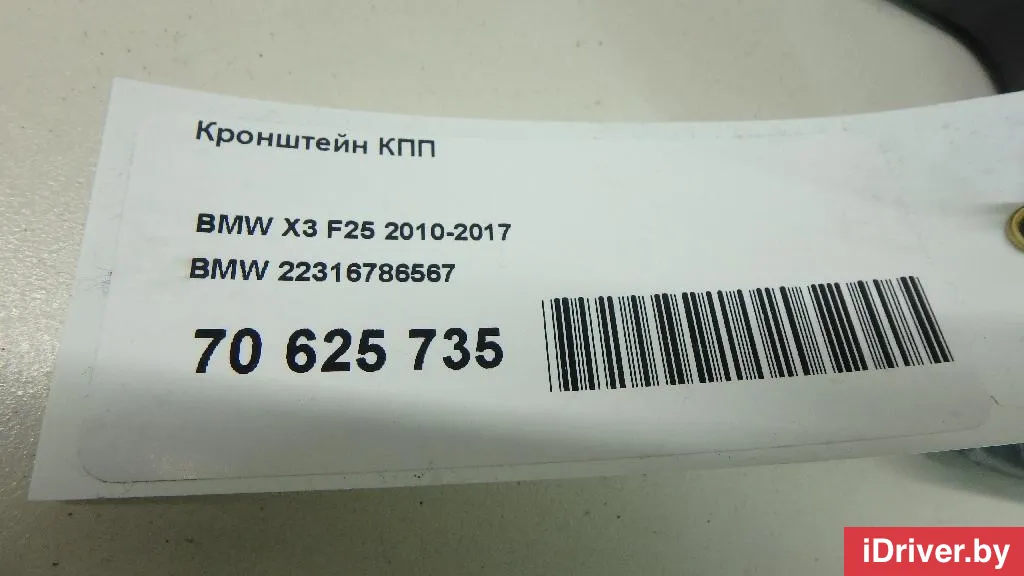 Кронштейн КПП
BMW X3 F25 2010-2017
BMW 22316786567
70 625 735
iDriver.by